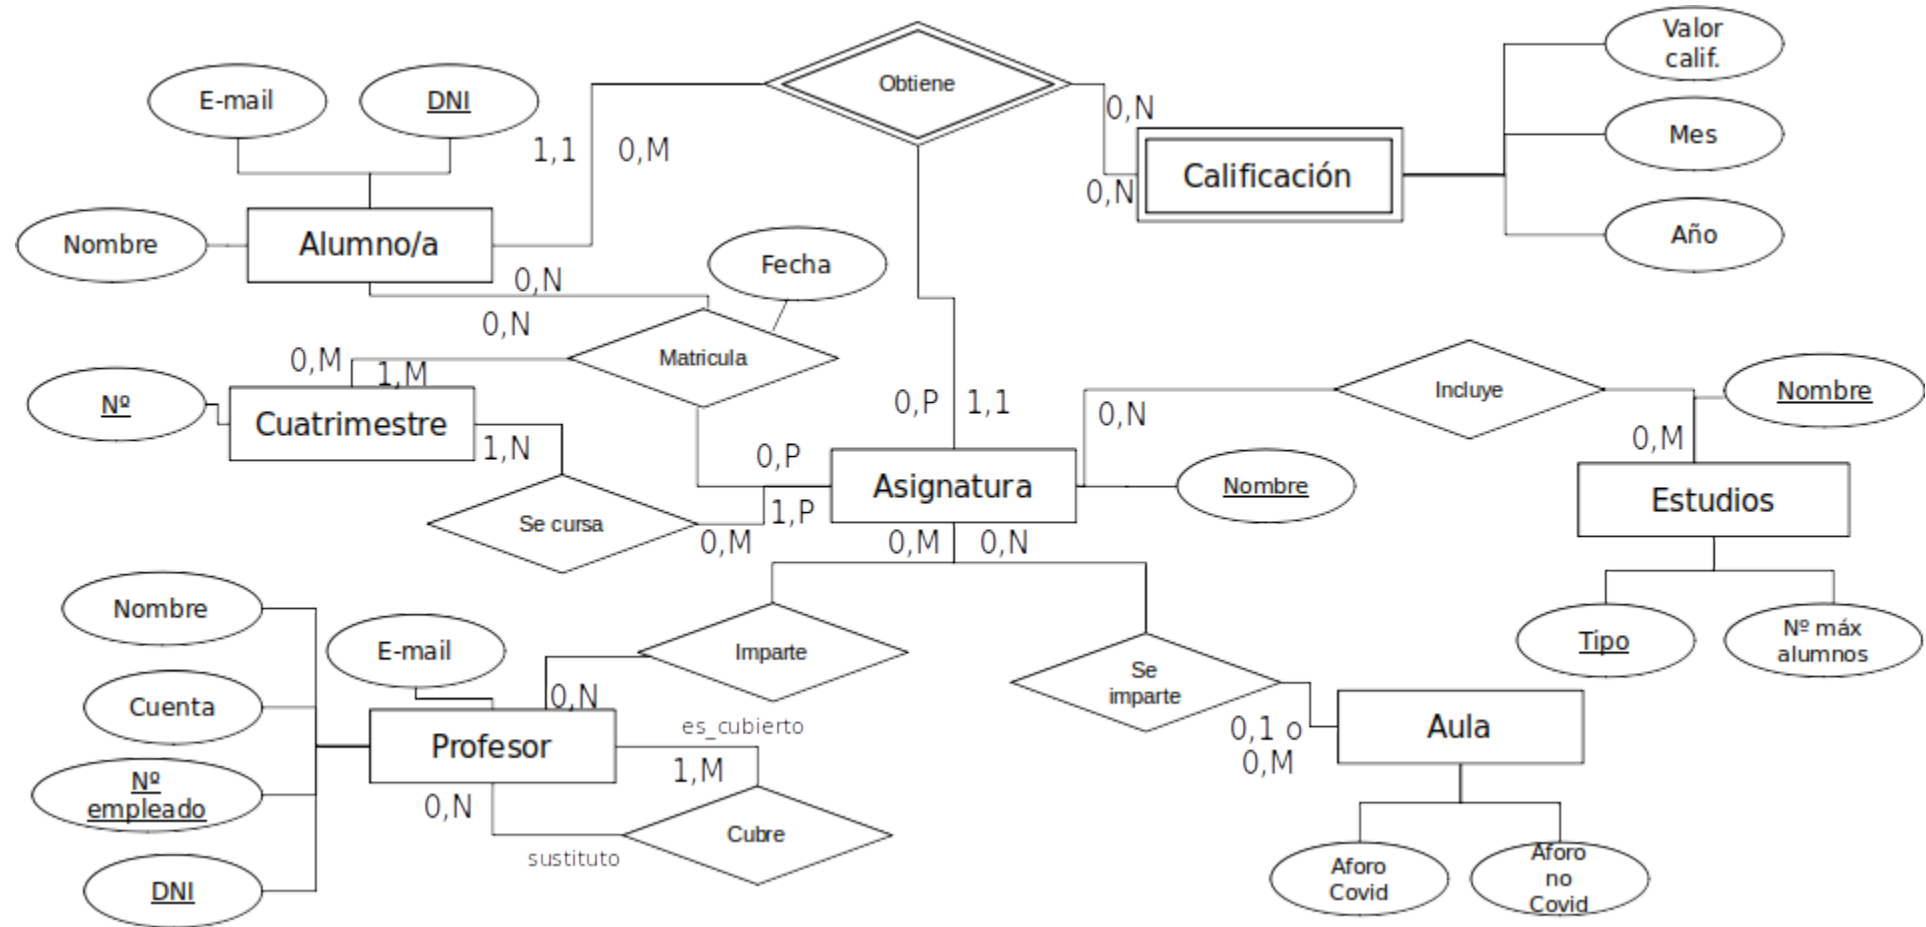 Valor
calif.
Obtiene
E-mail
DNI
0,N
Mes
1,1
0,M
Calificación
0,N
Nombre
Alumno/a
Año
Fecha
0,N
0,N
Matricula
0,M
1,M
Incluye
Nombre
Nº
Cuatrimestre
0,P
1,1
0,N
0,M
1,N
0,P
Asignatura
Nombre
Estudios
1,P
Se cursa
0,M
0,M
0,N
Nombre
E-mail
Imparte
Tipo
Nº máx
alumnos
Se
imparte
Cuenta
0,N
es_cubierto
0,1 o
0,M
Aula
Profesor
1,M
Nº
empleado
0,N
Cubre
sustituto
DNI
Aforo
Covid
Aforo
no
Covid